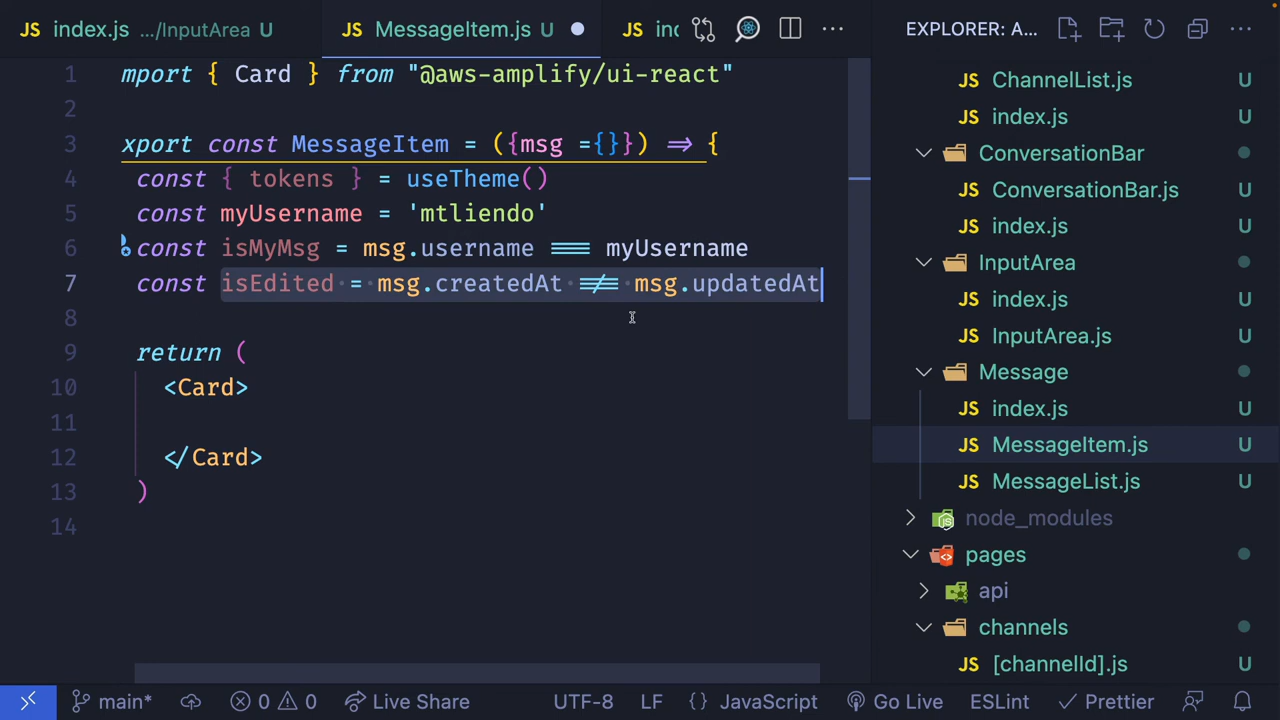 index.js .../InputArea U
MessageItem.js U
ind
EXPLORER: A...
1 mport { Card } from "@aws-amplify/ui-react"
2
3 xport const MessageItem = ({msg ={}}) => {
4 const { tokens } = useTheme()
5 const myUsername = 'mtliendo'
6 const isMyMsg = msg.username === myUsername
7 const isEdited = msg.createdAt !== msg.updatedAt
8
9 return (
10 <Card>
11
12 </Card>
13 )
14
JS ChannelList.js U
JS index.js U
ConversationBar
JS ConversationBar.js U
JS index.js U
InputArea
JS index.js U
JS InputArea.js U
Message
JS index.js U
JS MessageItem.js U
JS MessageList.js U
node_modules
pages
api
channels
JS [channelId].js U
main* 0 0 Live Share UTF-8 LF {} JavaScript Go Live ESLint Prettier